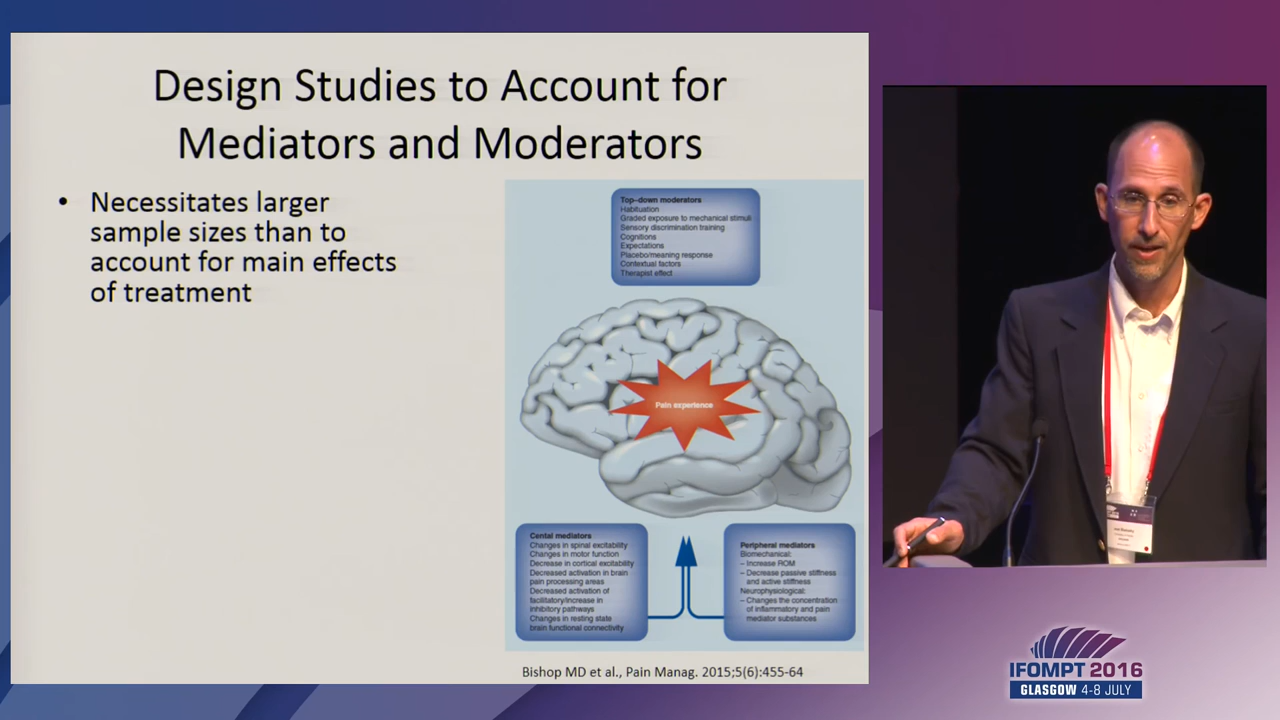 Design Studies to Account for
Mediators and Moderators
• Necessitates larger
sample sizes than to
account for main effects
of treatment
Top–down moderators
Habituation
Graded exposure to mechanical stimuli
Sensory discrimination training
Cognitions
Expectations
Placebo/meaning response
Contextual factors
Therapist effect
Pain experience
Cental mediators
Changes in spinal excitability
Changes in motor function
Decrease in cortical excitability
Decreased activation in brain
pain processing areas
Decreased activation of
facilitatory/increase in
inhibitory pathways
Changes in resting state
brain functional connectivity
Peripheral mediators
Biomechanical:
– Increase ROM
– Decrease passive stiffness
and active stiffness
Neurophysiological:
– Changes the concentration
of inflammatory and pain
mediator substances
Bishop MD et al., Pain Manag. 2015;5(6):455-64
IFOMPT 2016
GLASGOW 4-8 JULY